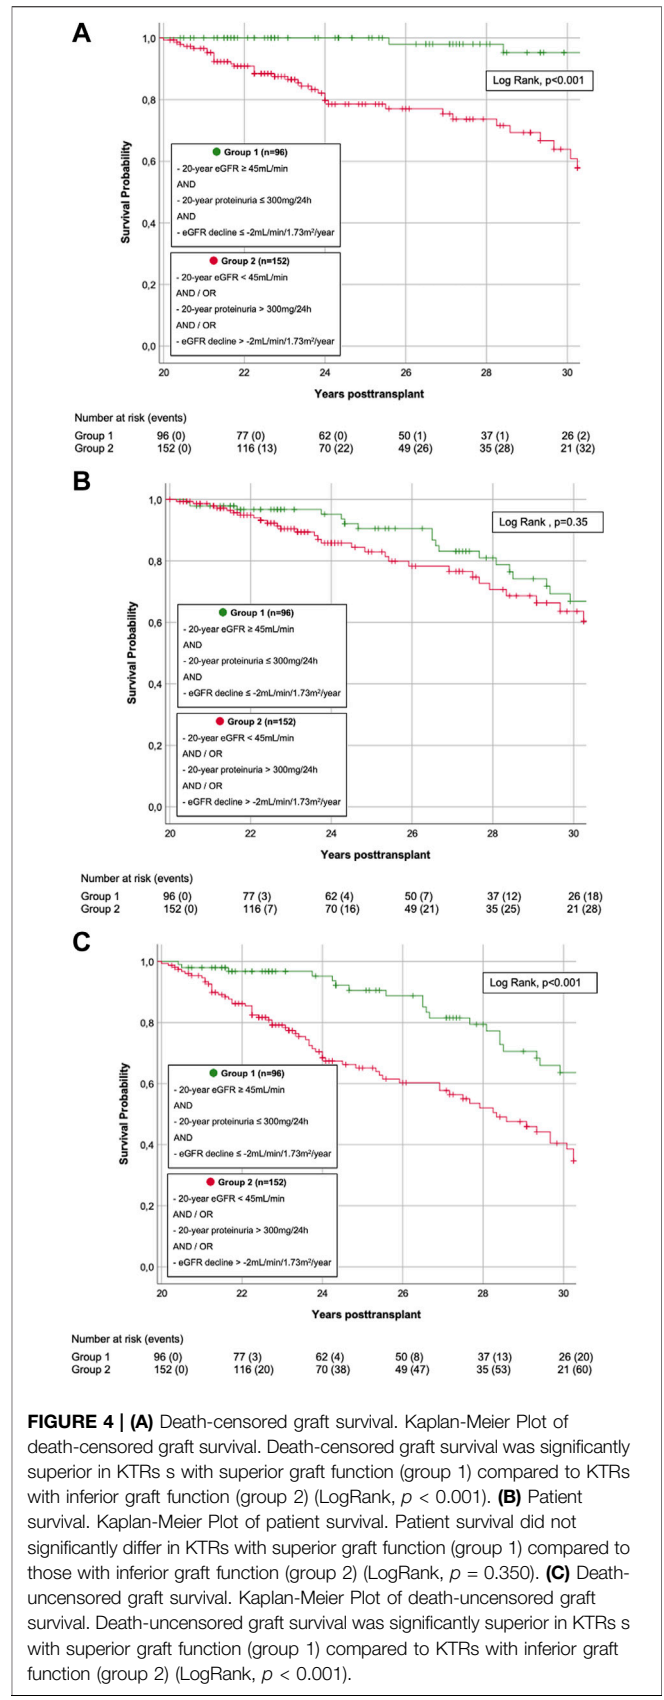 A
1,0
0,8
0,6
0,4
0,2
0,0
Survival Probability
Log Rank, p<0.001
Group 1 (n=96)
- 20-year eGFR ≥ 45mL/min
AND
- 20-year proteinuria ≤ 300mg/24h
AND
- eGFR decline ≤ -2mL/min/1.73m²/year
Group 2 (n=152)
- 20-year eGFR < 45mL/min
AND / OR
- 20-year proteinuria > 300mg/24h
AND / OR
- eGFR decline > -2mL/min/1.73m²/year
20 22 24 26 28 30
Years posttransplant
Number at risk (events)
Group 1 96 (0) 77 (0) 62 (0) 50 (1) 37 (1) 26 (2)
Group 2 152 (0) 116 (13) 70 (22) 49 (26) 35 (28) 21 (32)
B
1,0
0,8
0,6
0,4
0,2
0,0
Survival Probability
Log Rank , p=0.35
Group 1 (n=96)
- 20-year eGFR ≥ 45mL/min
AND
- 20-year proteinuria ≤ 300mg/24h
AND
- eGFR decline ≤ -2mL/min/1.73m²/year
Group 2 (n=152)
- 20-year eGFR < 45mL/min
AND / OR
- 20-year proteinuria > 300mg/24h
AND / OR
- eGFR decline > -2mL/min/1.73m²/year
20 22 24 26 28 30
Years posttransplant
Number at risk (events)
Group 1 96 (0) 77 (3) 62 (4) 50 (7) 37 (12) 26 (18)
Group 2 152 (0) 116 (7) 70 (16) 49 (21) 35 (25) 21 (28)
C
1,0
0,8
0,6
0,4
0,2
0,0
Survival Probability
Log Rank, p<0.001
Group 1 (n=96)
- 20-year eGFR ≥ 45mL/min
AND
- 20-year proteinuria ≤ 300mg/24h
AND
- eGFR decline ≤ -2mL/min/1.73m²/year
Group 2 (n=152)
- 20-year eGFR < 45mL/min
AND / OR
- 20-year proteinuria > 300mg/24h
AND / OR
- eGFR decline > -2mL/min/1.73m²/year
20 22 24 26 28 30
Years posttransplant
Number at risk (events)
Group 1 96 (0) 77 (3) 62 (4) 50 (8) 37 (13) 26 (20)
Group 2 152 (0) 116 (20) 70 (38) 49 (47) 35 (53) 21 (60)
FIGURE 4 | (A) Death-censored graft survival. Kaplan-Meier Plot of
death-censored graft survival. Death-censored graft survival was significantly
superior in KTRs s with superior graft function (group 1) compared to KTRs
with inferior graft function (group 2) (LogRank, p < 0.001). (B) Patient
survival. Kaplan-Meier Plot of patient survival. Patient survival did not
significantly differ in KTRs with superior graft function (group 1) compared to
those with inferior graft function (group 2) (LogRank, p = 0.350). (C) Death-
uncensored graft survival. Kaplan-Meier Plot of death-uncensored graft
survival. Death-uncensored graft survival was significantly superior in KTRs s
with superior graft function (group 1) compared to KTRs with inferior graft
function (group 2) (LogRank, p < 0.001).